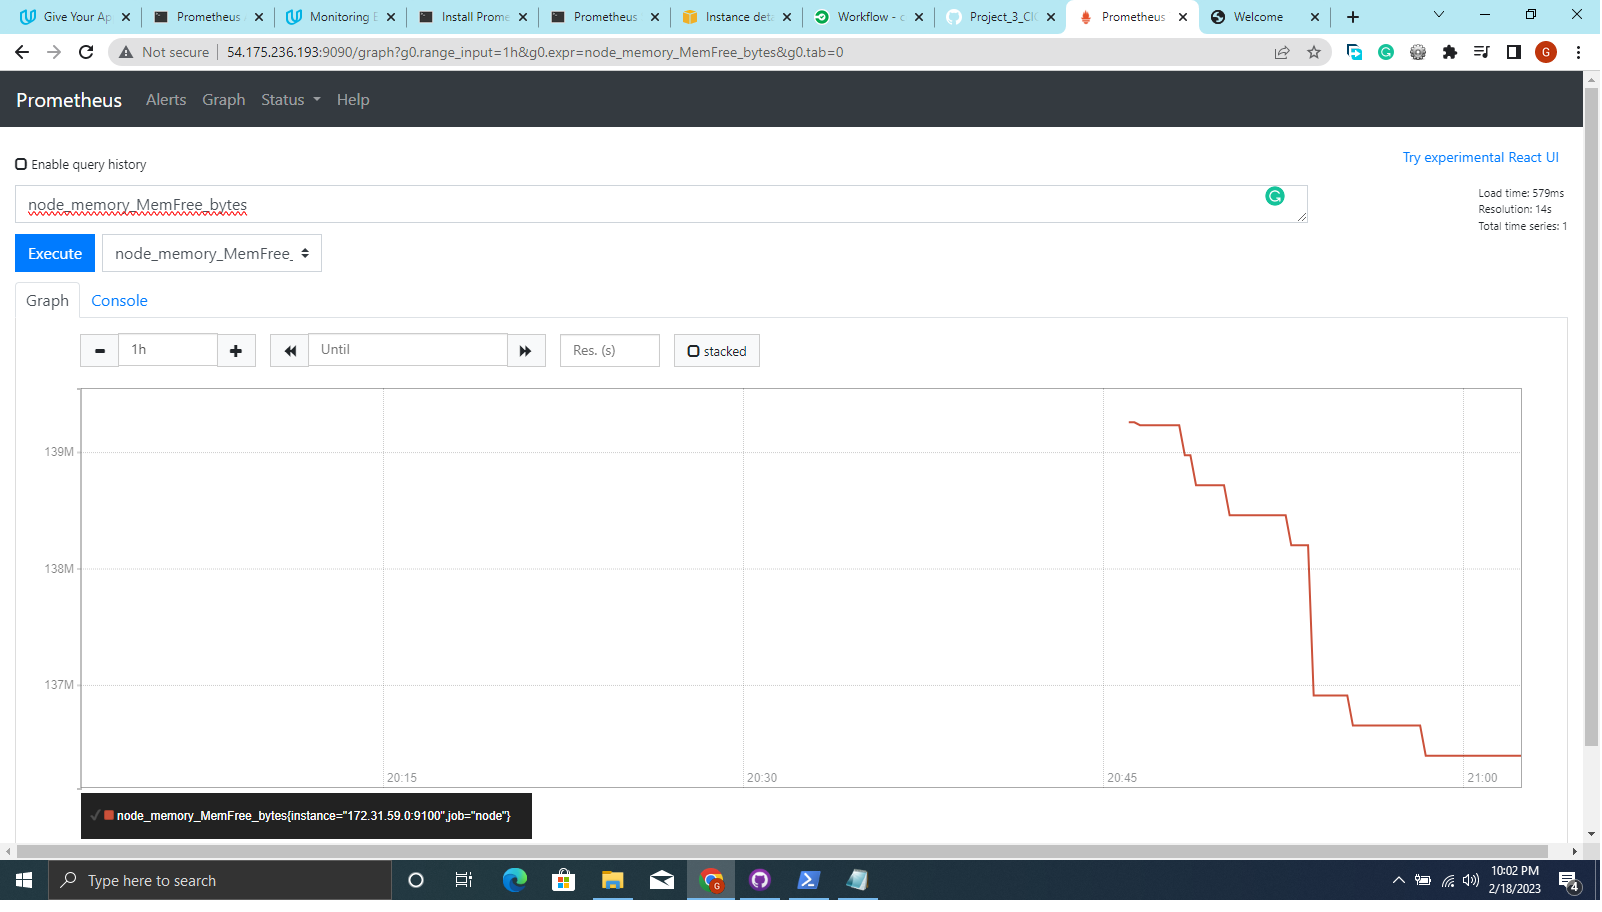 Give Your Ap
Prometheus
Monitoring E
Install Prome
Prometheus
Instance deta
Workflow - c
Project_3_CI
Prometheus
Welcome
Not secure
54.175.236.193:9090/graph?g0.range_input=1h&g0.expr=node_memory_MemFree_bytes&g0.tab=0
G
Prometheus Alerts Graph Status Help
Enable query history
Try experimental React UI
node_memory_MemFree_bytes
Load time: 579ms
Resolution: 14s
Total time series: 1
Execute
node_memory_MemFree_
Graph Console
1h
Until
Res. (s)
stacked
139M
138M
137M
20:15
20:30
20:45
21:00
node_memory_MemFree_bytes{instance="172.31.59.0:9100",job="node"}
Type here to search
G
10:02 PM
2/18/2023
4